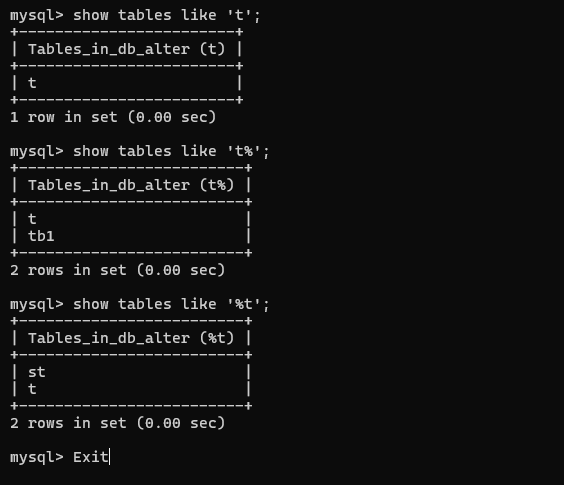 mysql> show tables like 't';
+------------------------+
| Tables_in_db_alter (t) |
+------------------------+
| t                      |
+------------------------+
1 row in set (0.00 sec)

mysql> show tables like 't%';
+-------------------------+
| Tables_in_db_alter (t%) |
+-------------------------+
| t                       |
| tb1                     |
+-------------------------+
2 rows in set (0.00 sec)

mysql> show tables like '%t';
+-------------------------+
| Tables_in_db_alter (%t) |
+-------------------------+
| st                      |
| t                       |
+-------------------------+
2 rows in set (0.00 sec)

mysql> Exit